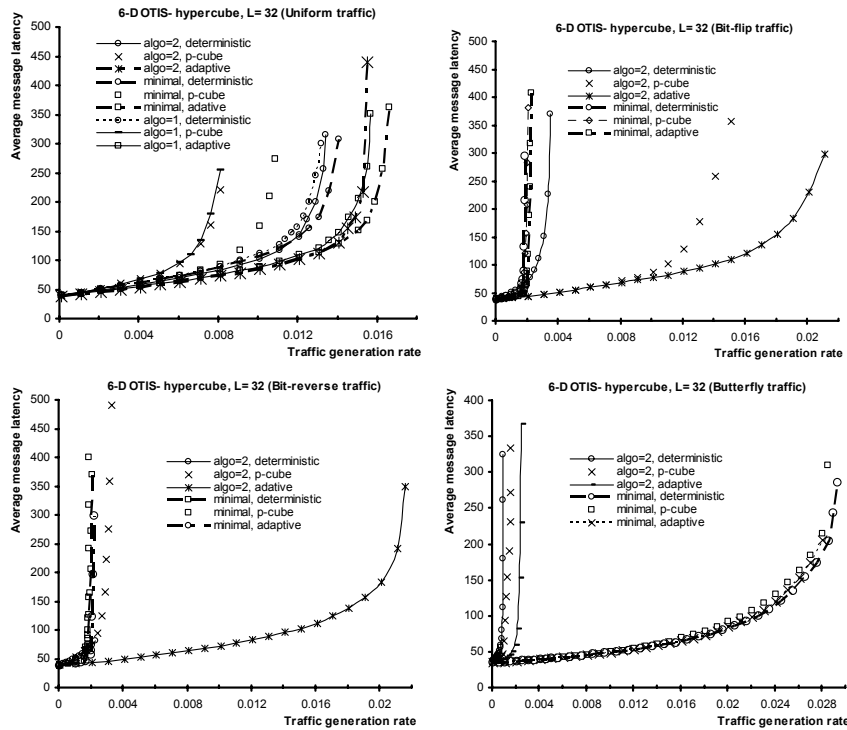 6-D OTIS- hypercube, L= 32 (Uniform traffic)
Average message latency
500
450
400
350
300
250
200
150
100
50
0
algo=2, deterministic
algo=2, p-cube
algo=2, adaptive
minimal, deterministic
minimal, p-cube
minimal, adative
algo=1, deterministic
algo=1, p-cube
algo=1, adaptive
0
0.004
0.008
0.012
0.016
Traffic generation rate
6-D OTIS- hypercube, L= 32 (Bit-flip traffic)
Average message latency
500
450
400
350
300
250
200
150
100
50
0
algo=2, deterministic
algo=2, p-cube
algo=2, adative
minimal, deterministic
minimal, p-cube
minimal, adaptive
0
0.004
0.008
0.012
0.016
0.02
Traffic generation rate
6-D OTIS- hypercube, L= 32 (Bit-reverse traffic)
Average message latency
500
450
400
350
300
250
200
150
100
50
0
algo=2, deterministic
algo=2, p-cube
algo=2, adative
minimal, deterministic
minimal, p-cube
minimal, adaptive
0
0.004
0.008
0.012
0.016
0.02
Traffic generation rate
6-D OTIS- hypercube, L= 32 (Butterfly traffic)
Average message latency
400
350
300
250
200
150
100
50
0
algo=2, deterministic
algo=2, p-cube
algo=2, adaptive
minimal, deterministic
minimal, p-cube
minimal, adaptive
0
0.004
0.008
0.012
0.016
0.02
0.024
0.028
Traffic generation rate